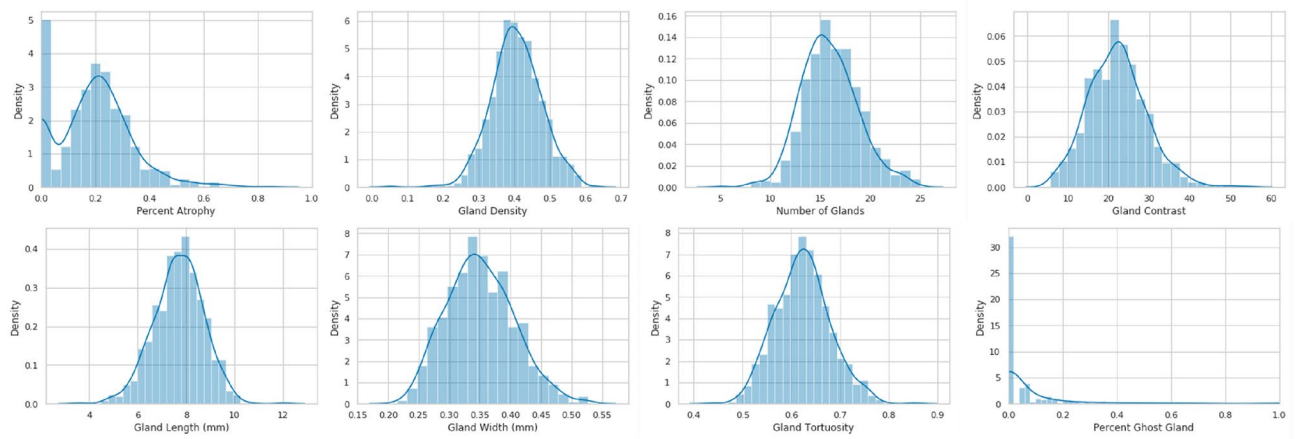 5
4
3
2
1
0
Density
0.0 0.2 0.4 0.6 0.8 1.0
Percent Atrophy
6
5
4
3
2
1
0
Density
0.0 0.1 0.2 0.3 0.4 0.5 0.6 0.7
Gland Density
0.16
0.14
0.12
0.10
0.08
0.06
0.04
0.02
0.00
Density
5 10 15 20 25
Number of Glands
0.06
0.05
0.04
0.03
0.02
0.01
0.00
Density
0 10 20 30 40 50 60
Gland Contrast
0.4
0.3
0.2
0.1
0.0
Density
4 6 8 10 12
Gland Length (mm)
8
7
6
5
4
3
2
1
0
Density
0.15 0.20 0.25 0.30 0.35 0.40 0.45 0.50 0.55
Gland Width (mm)
8
7
6
5
4
3
2
1
0
Density
0.4 0.5 0.6 0.7 0.8 0.9
Gland Tortuosity
30
25
20
15
10
5
0
Density
0.0 0.2 0.4 0.6 0.8 1.0
Percent Ghost Gland